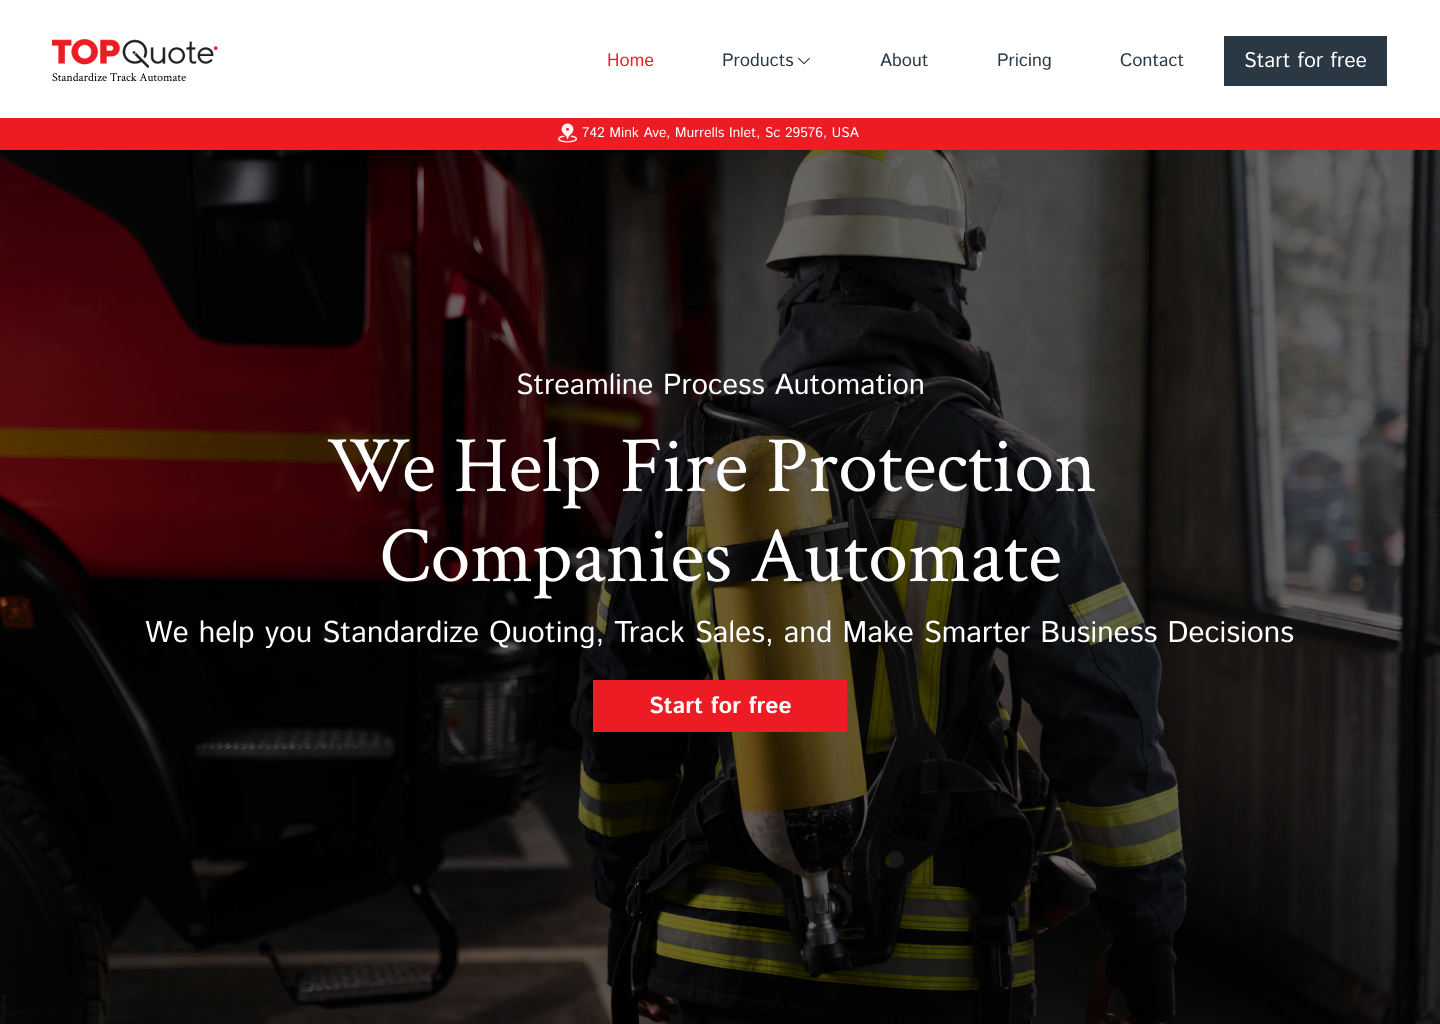 TOPQuote
Standardize Track Automate
Home Products About Pricing Contact Start for free
742 Mink Ave, Murrells Inlet, Sc 29576, USA
Streamline Process Automation
We Help Fire Protection
Companies Automate
We help you Standardize Quoting, Track Sales, and Make Smarter Business Decisions
Start for free